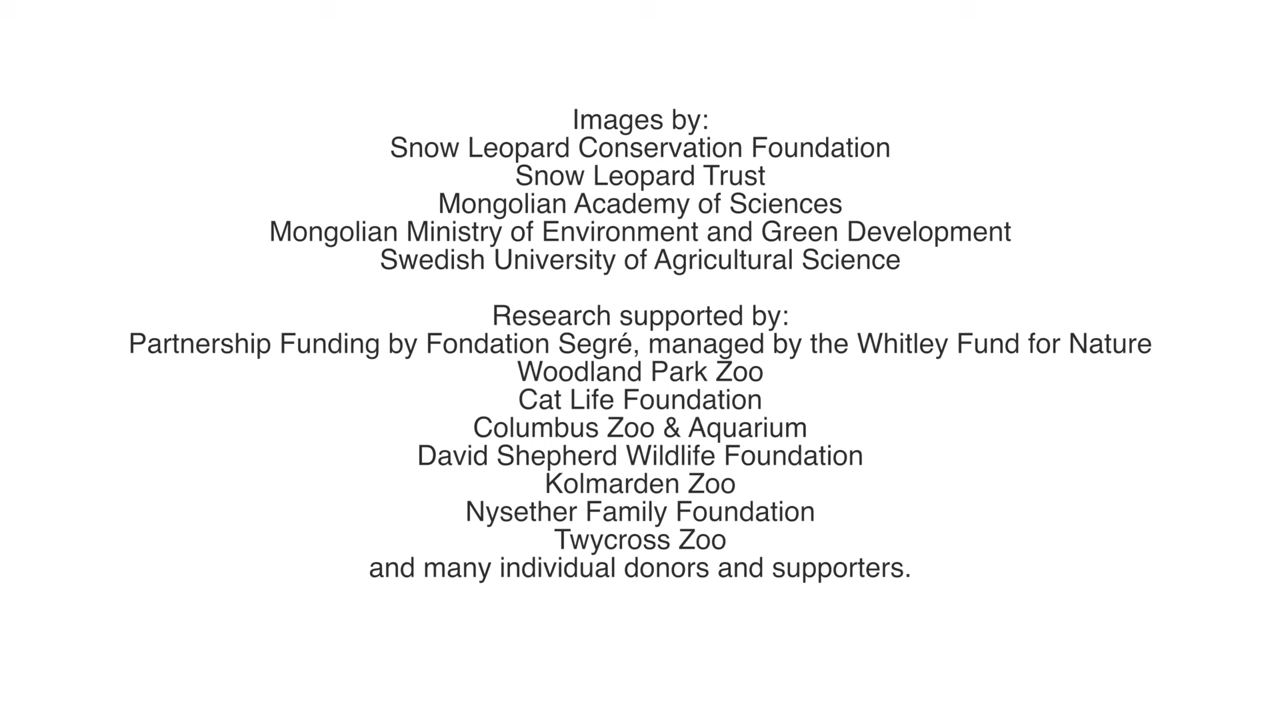 Images by:
Snow Leopard Conservation Foundation
Snow Leopard Trust
Mongolian Academy of Sciences
Mongolian Ministry of Environment and Green Development
Swedish University of Agricultural Science
Research supported by:
Partnership Funding by Fondation Segré, managed by the Whitley Fund for Nature
Woodland Park Zoo
Cat Life Foundation
Columbus Zoo & Aquarium
David Shepherd Wildlife Foundation
Kolmarden Zoo
Nysether Family Foundation
Twycross Zoo
and many individual donors and supporters.